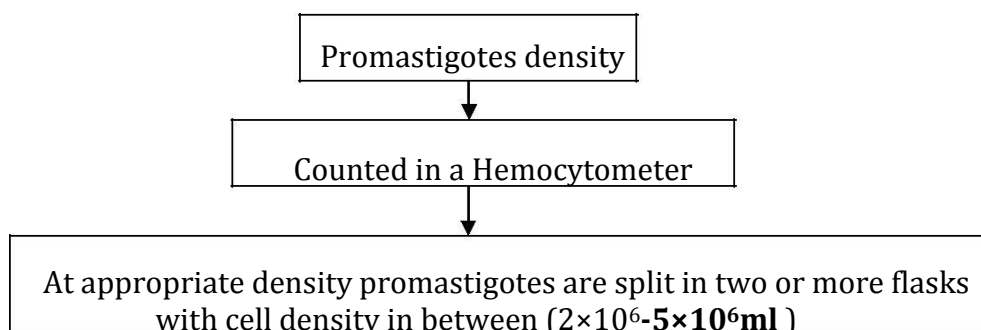 Promastigotes density
Counted in a Hemocytometer
At appropriate density promastigotes are split in two or more flasks
with cell density in between (2×10⁶-5×10⁶ml )